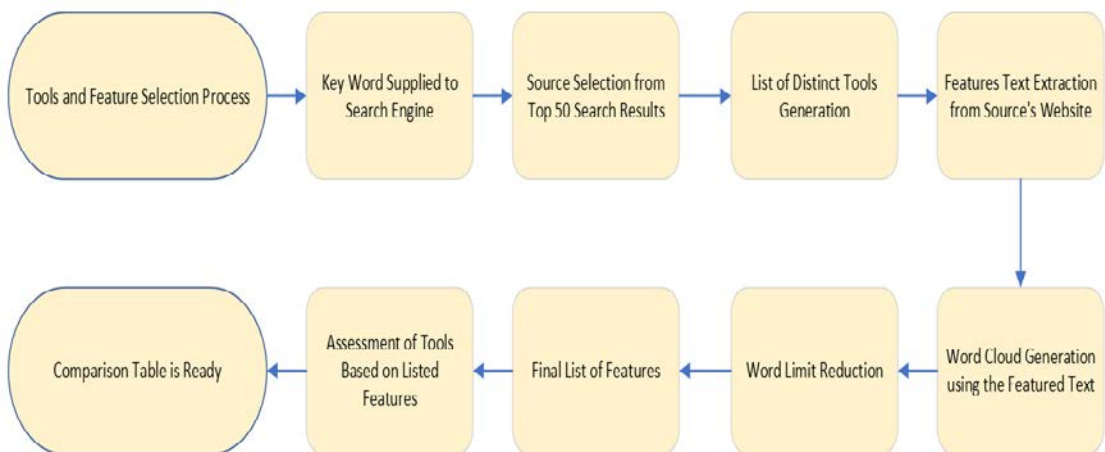 Tools and Feature Selection Process
Key Word Supplied to
Search Engine
Source Selection from
Top 50 Search Results
List of Distinct Tools
Generation
Features Text Extraction
from Source's Website
Word Cloud Generation
using the Featured Text
Word Limit Reduction
Final List of Features
Assessment of Tools
Based on Listed
Features
Comparison Table is Ready